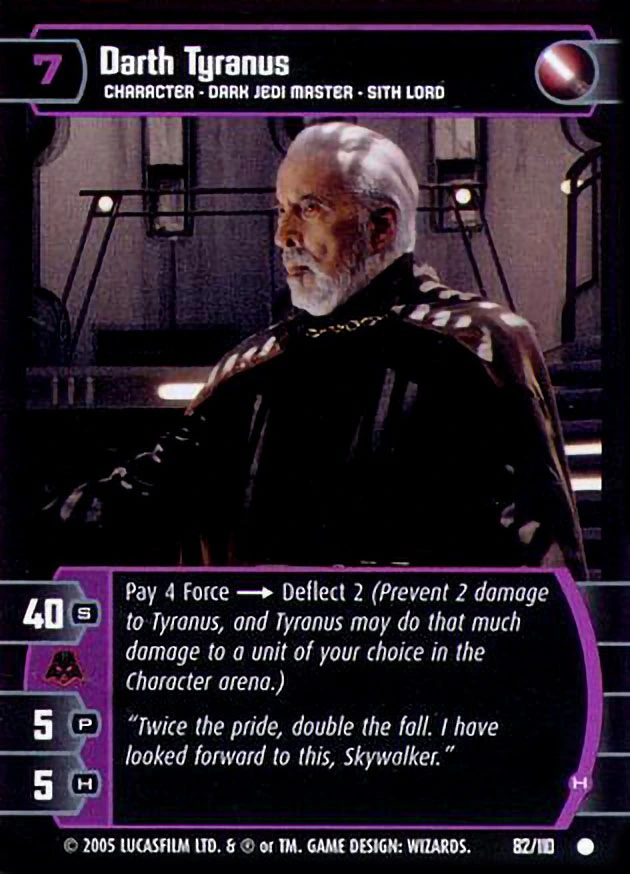 7
Darth Tyranus
CHARACTER - DARK JEDI MASTER - SITH LORD
40 S
5 P
5 H
Pay 4 Force → Deflect 2 (Prevent 2 damage
to Tyranus, and Tyranus may do that much
damage to a unit of your choice in the
Character arena.)
“Twice the pride, double the fall. I have
looked forward to this, Skywalker.”
H
© 2005 LUCASFILM LTD. & ® or TM. GAME DESIGN: WIZARDS.
82/110